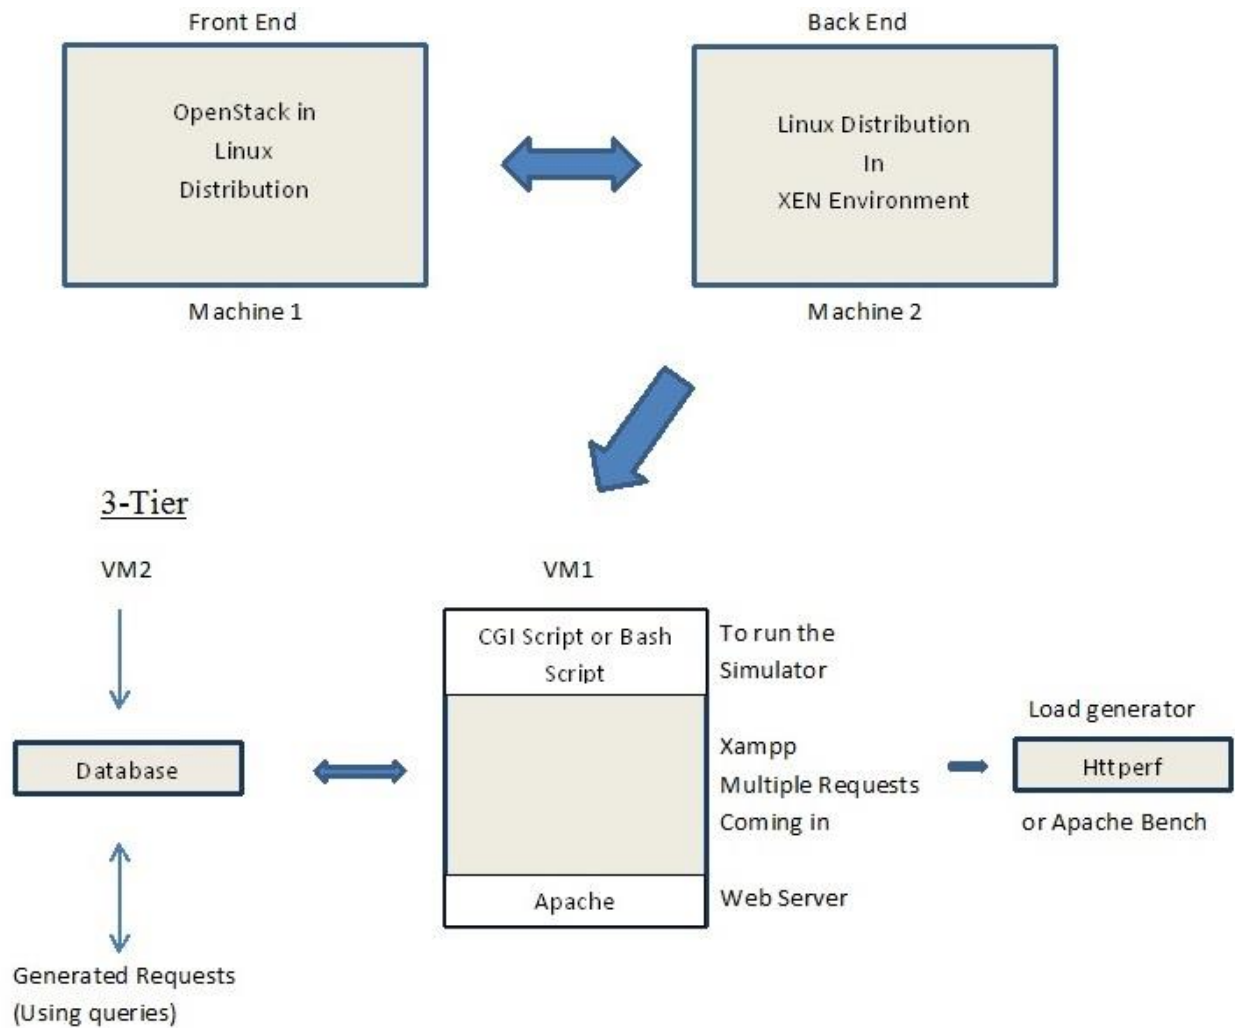 Front End
Back End
OpenStack in
Linux
Distribution
Linux Distribution
In
XEN Environment
Machine 1
Machine 2
3-Tier
VM2
VM1
CGI Script or Bash
Script
To run the
Simulator
Database
Xampp
Multiple Requests
Coming in
Load generator
Httperf
or Apache Bench
Apache
Web Server
Generated Requests
(Using queries)